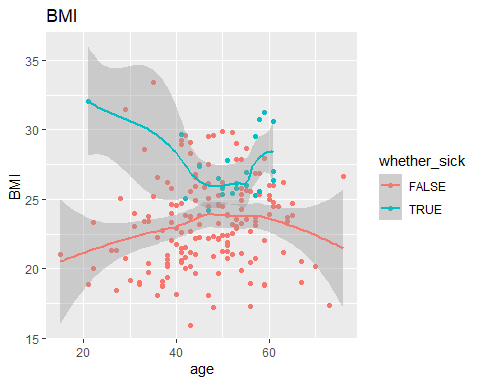 BMI
35
30
25
20
15
BMI
20
40
60
age
whether_sick
FALSE
TRUE